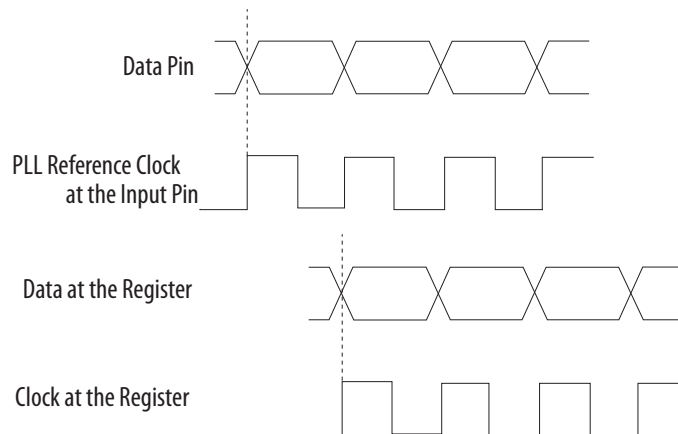 Data Pin
PLL Reference Clock
at the Input Pin
Data at the Register
Clock at the Register